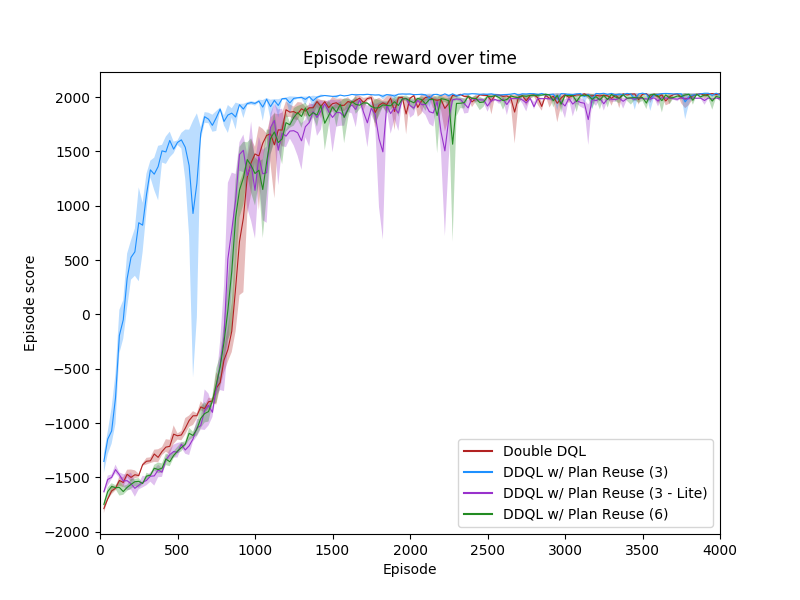 Episode reward over time
Episode score
2000
1500
1000
500
0
−500
−1000
−1500
−2000
Double DQL
DDQL w/ Plan Reuse (3)
DDQL w/ Plan Reuse (3 - Lite)
DDQL w/ Plan Reuse (6)
0 500 1000 1500 2000 2500 3000 3500 4000
Episode